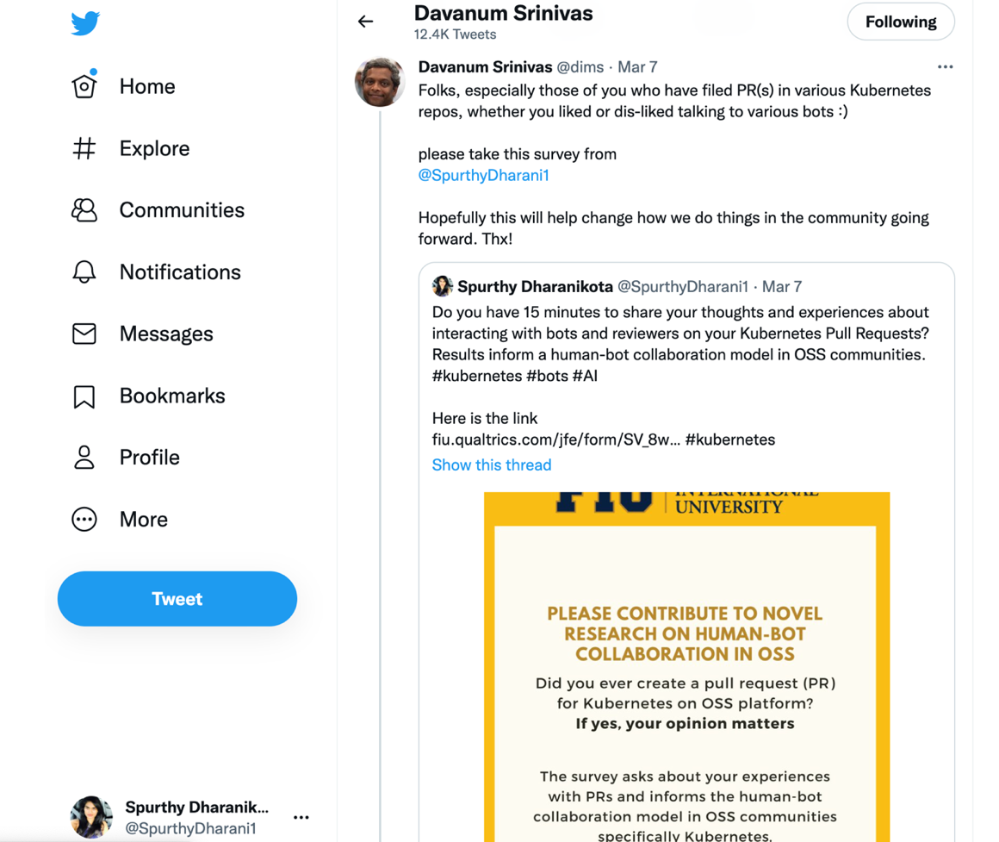 Davanum Srinivas
12.4K Tweets
Following
Home
Explore
Communities
Notifications
Messages
Bookmarks
Profile
More
Tweet
Spurthy Dharanik...
@SpurthyDharani1
Davanum Srinivas @dims · Mar 7
Folks, especially those of you who have filed PR(s) in various Kubernetes
repos, whether you liked or dis-liked talking to various bots :)
please take this survey from
@SpurthyDharani1
Hopefully this will help change how we do things in the community going
forward. Thx!
Spurthy Dharanikota @SpurthyDharani1 · Mar 7
Do you have 15 minutes to share your thoughts and experiences about
interacting with bots and reviewers on your Kubernetes Pull Requests?
Results inform a human-bot collaboration model in OSS communities.
#kubernetes #bots #AI
Here is the link
fiu.qualtrics.com/jfe/form/SV_8w... #kubernetes
Show this thread
FIU
INTERNATIONAL
UNIVERSITY
PLEASE CONTRIBUTE TO NOVEL
RESEARCH ON HUMAN-BOT
COLLABORATION IN OSS
Did you ever create a pull request (PR)
for Kubernetes on OSS platform?
If yes, your opinion matters
The survey asks about your experiences
with PRs and informs the human-bot
collaboration model in OSS communities
specifically Kubernetes.